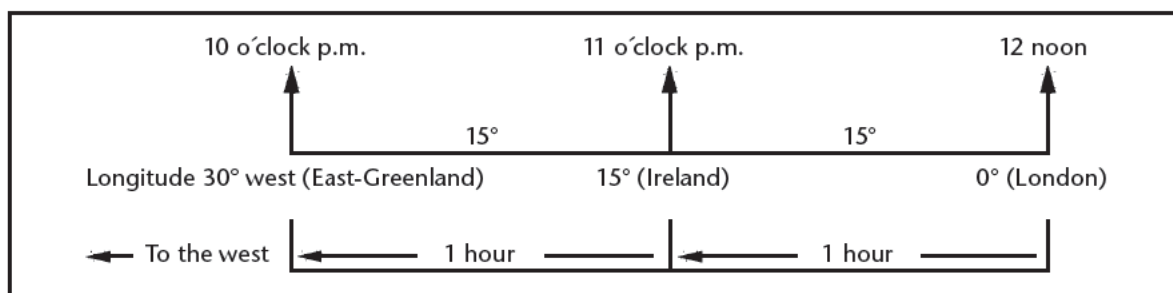 10 o´clock p.m. 11 o´clock p.m. 12 noon
15° 15°
Longitude 30° west (East-Greenland) 15° (Ireland) 0° (London)
To the west 1 hour 1 hour